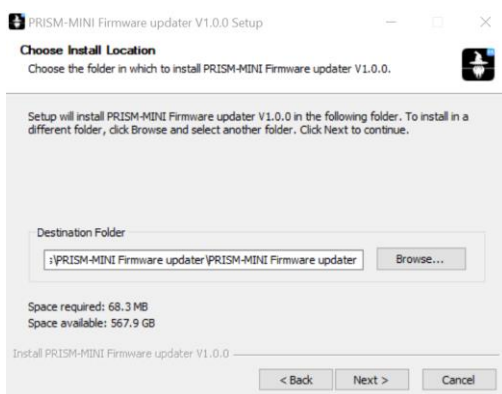 PRISM-MINI Firmware updater V1.0.0 Setup
Choose Install Location
Choose the folder in which to install PRISM-MINI Firmware updater V1.0.0.
Setup will install PRISM-MINI Firmware updater V1.0.0 in the following folder. To install in a
different folder, click Browse and select another folder. Click Next to continue.
Destination Folder
:\PRISM-MINI Firmware updater\PRISM-MINI Firmware updater
Browse...
Space required: 68.3 MB
Space available: 567.9 GB
Install PRISM-MINI Firmware updater V1.0.0
< Back Next > Cancel